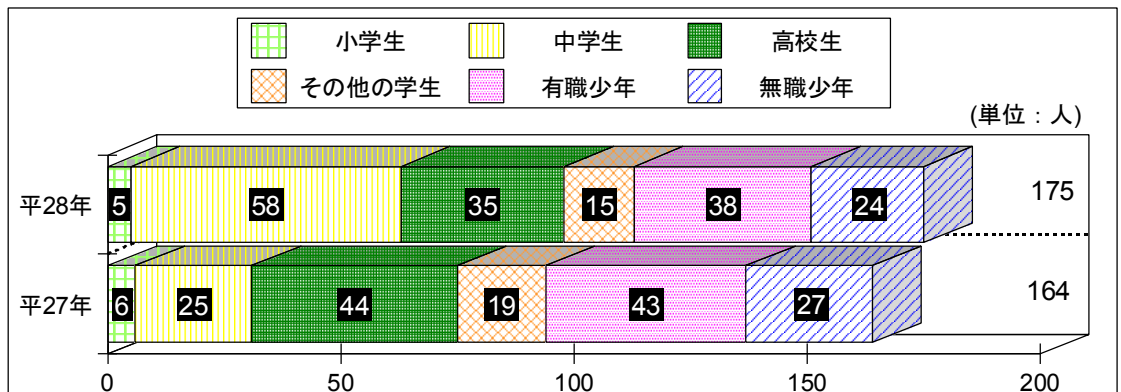 小学生 中学生 高校生
その他の学生 有職少年 無職少年
(単位：人)
平28年 5 58 35 15 38 24 175
平27年 6 25 44 19 43 27 164
0 50 100 150 200